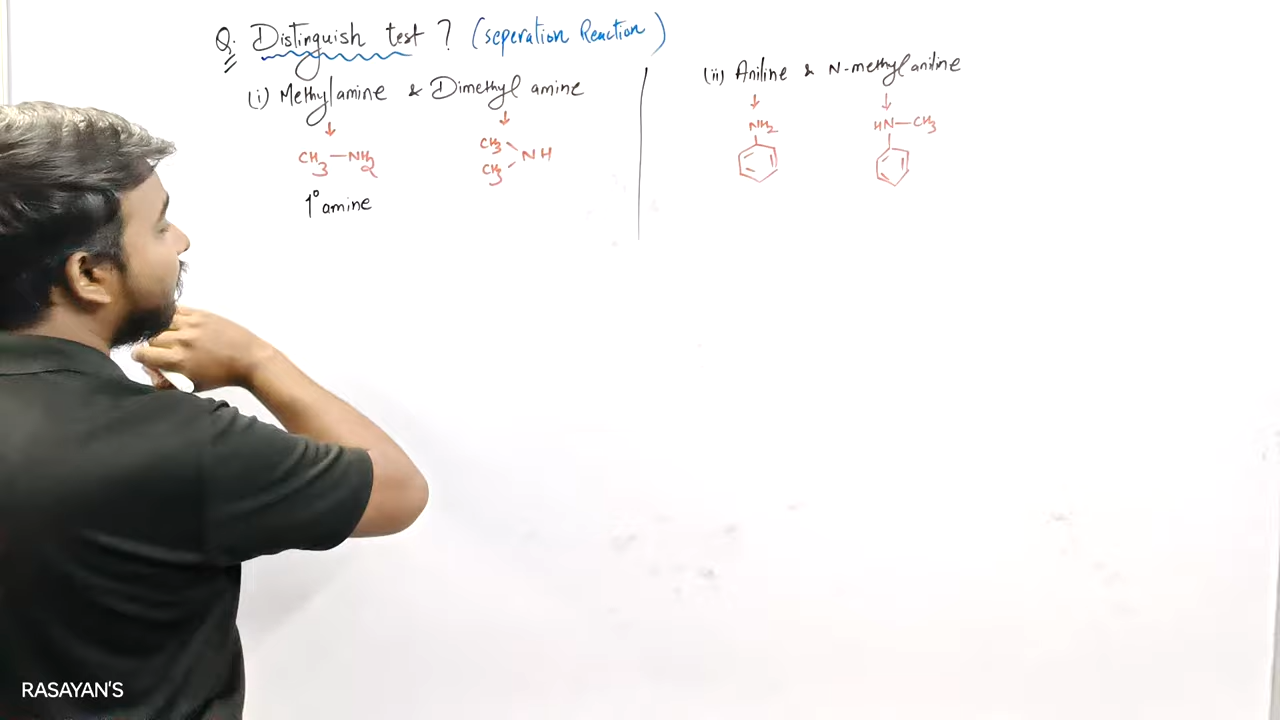 Q. Distinguish test ? (seperation Reaction)
(i) Methylamine & Dimethyl amine
CH3—NH2
CH3
CH3
NH
1° amine
(ii) Aniline & N-methylaniline
NH2
HN—CH3
RASAYAN'S